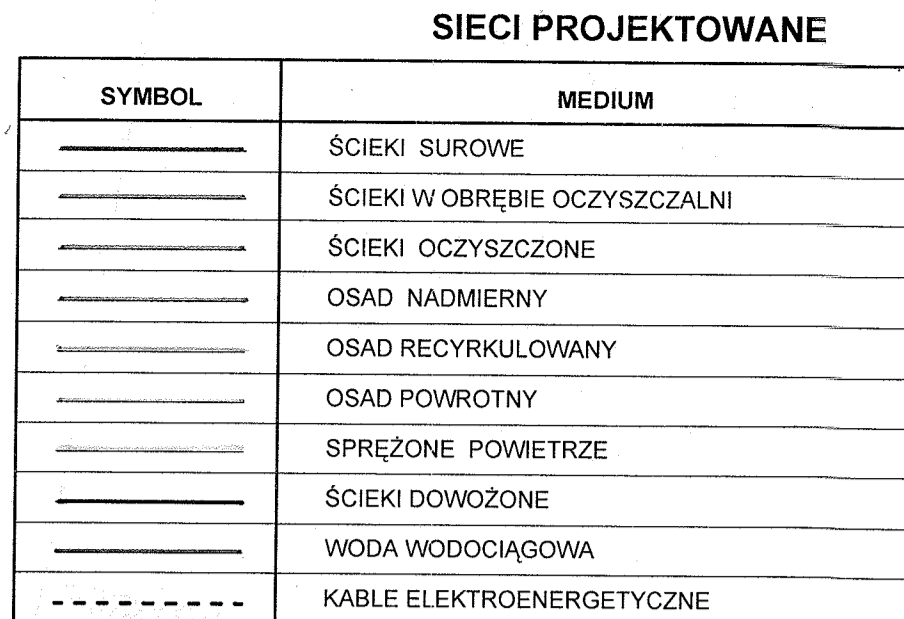 SIECI PROJEKTOWANE
SYMBOL MEDIUM
ŚCIEKI SUROWE
ŚCIEKI W OBRĘBIE OCZYSZCZALNI
ŚCIEKI OCZYSZCZONE
OSAD NADMIERNY
OSAD RECYRKULOWANY
OSAD POWROTNY
SPRĘŻONE POWIETRZE
ŚCIEKI DOWOŻONE
WODA WODOCIĄGOWA
KABLE ELEKTROENERGETYCZNE